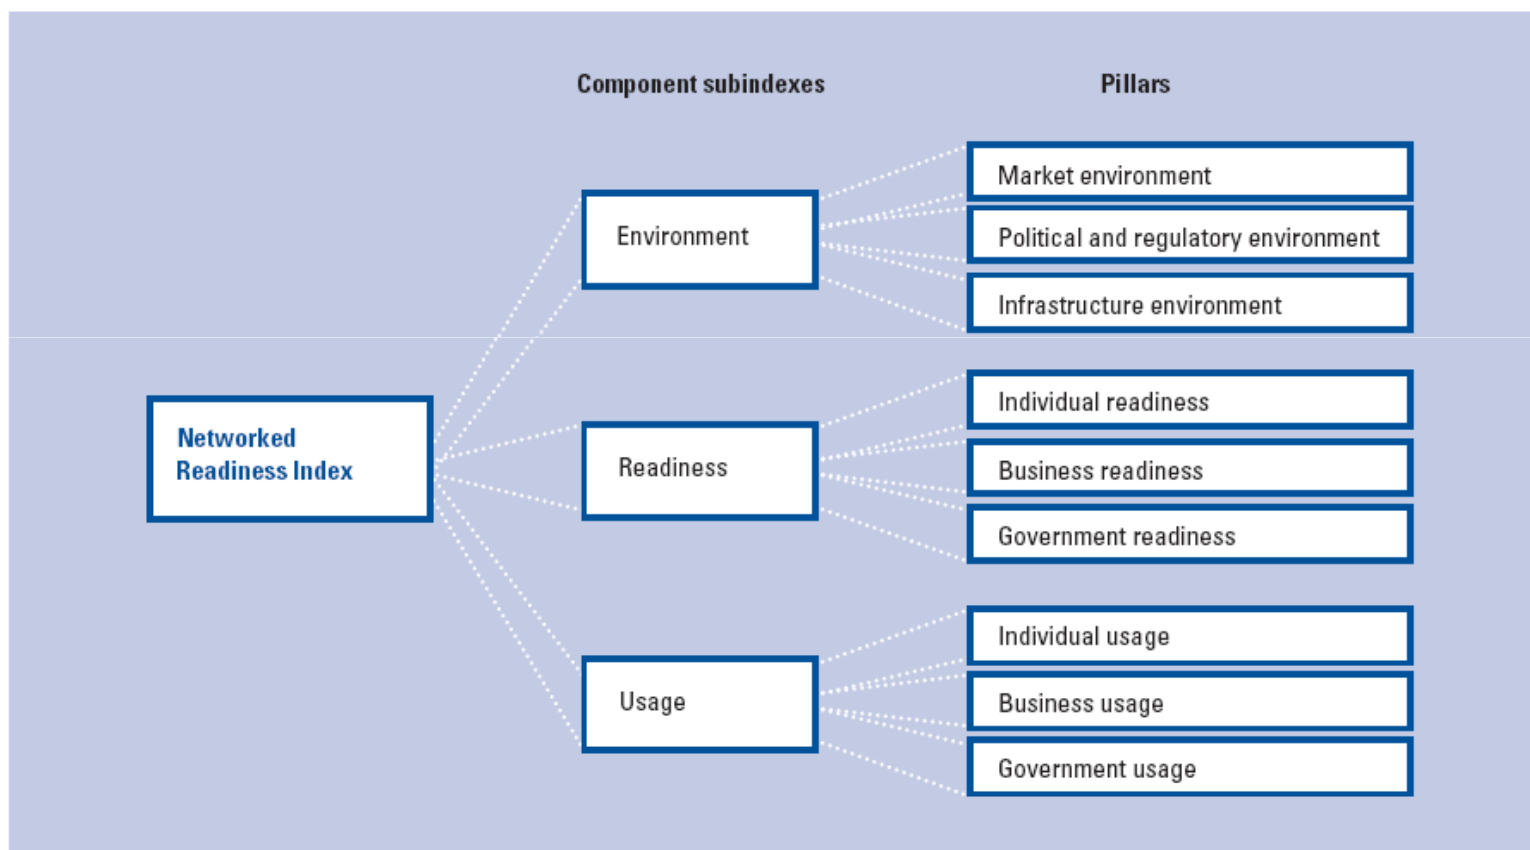 Component subindexes
Pillars
Market environment
Environment
Political and regulatory environment
Infrastructure environment
Networked
Readiness Index
Individual readiness
Readiness
Business readiness
Government readiness
Individual usage
Usage
Business usage
Government usage